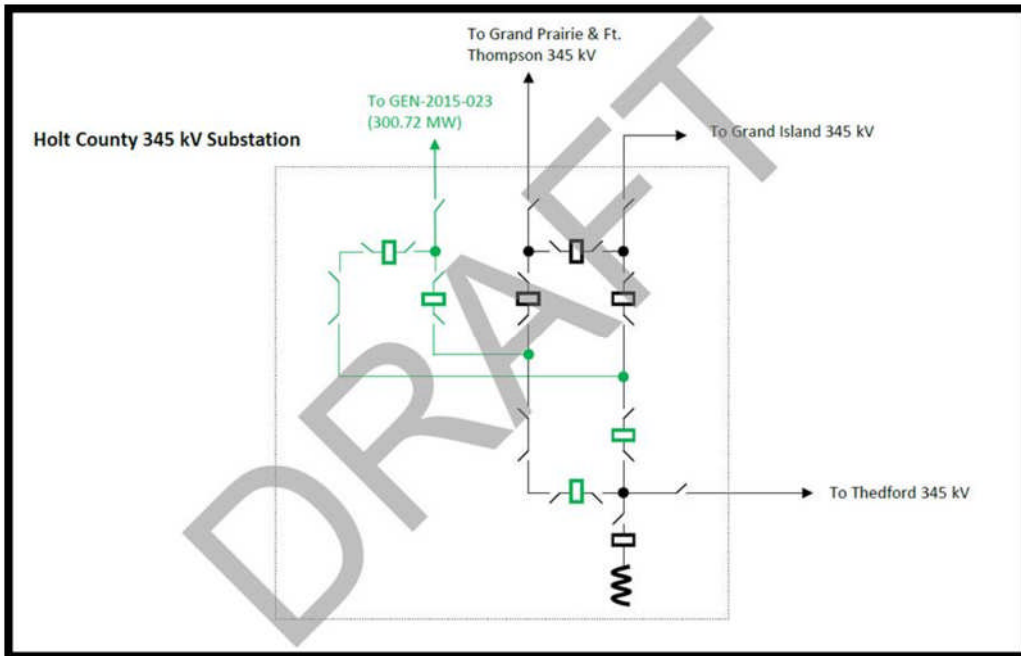 To Grand Prairie & Ft.
Thompson 345 kV
To GEN-2015-023
(300.72 MW)
Holt County 345 kV Substation
To Grand Island 345 kV
DRAFT
To Thedford 345 kV